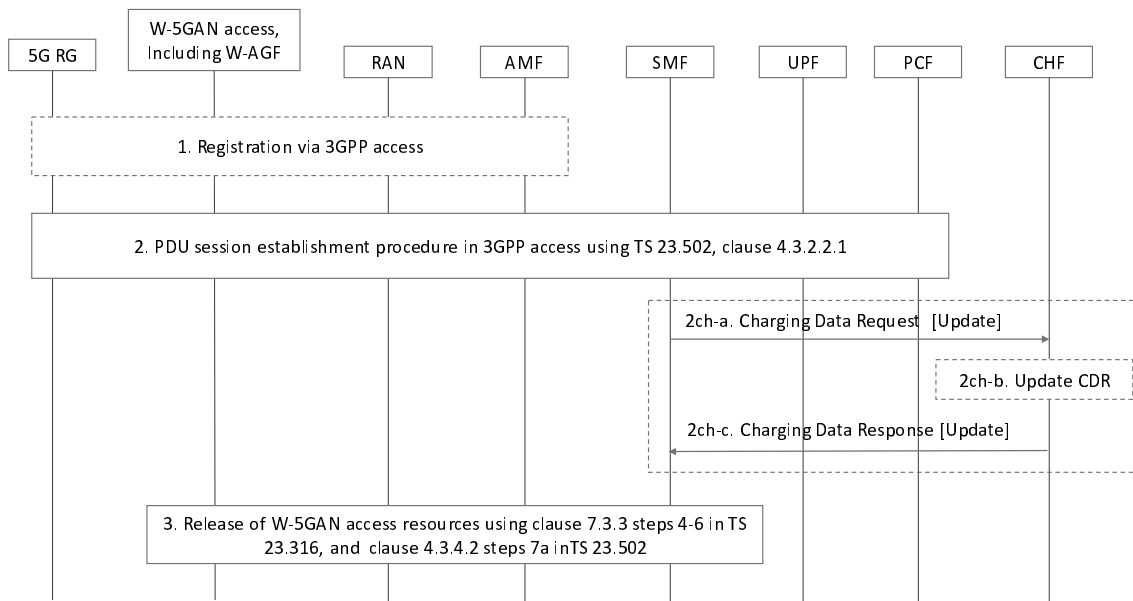 5G RG
W-5GAN access,
Including W-AGF
RAN
AMF
SMF
UPF
PCF
CHF
1. Registration via 3GPP access
2. PDU session establishment procedure in 3GPP access using TS 23.502, clause 4.3.2.2.1
2ch-a. Charging Data Request [Update]
2ch-b. Update CDR
2ch-c. Charging Data Response [Update]
3. Release of W-5GAN access resources using clause 7.3.3 steps 4-6 in TS
23.316, and clause 4.3.4.2 steps 7a inTS 23.502